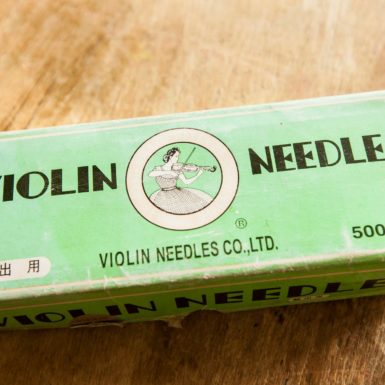 VIOLIN NEEDLE
®
VIOLIN NEEDLES CO.,LTD.
500
出 用
VIOLIN NEEDLE